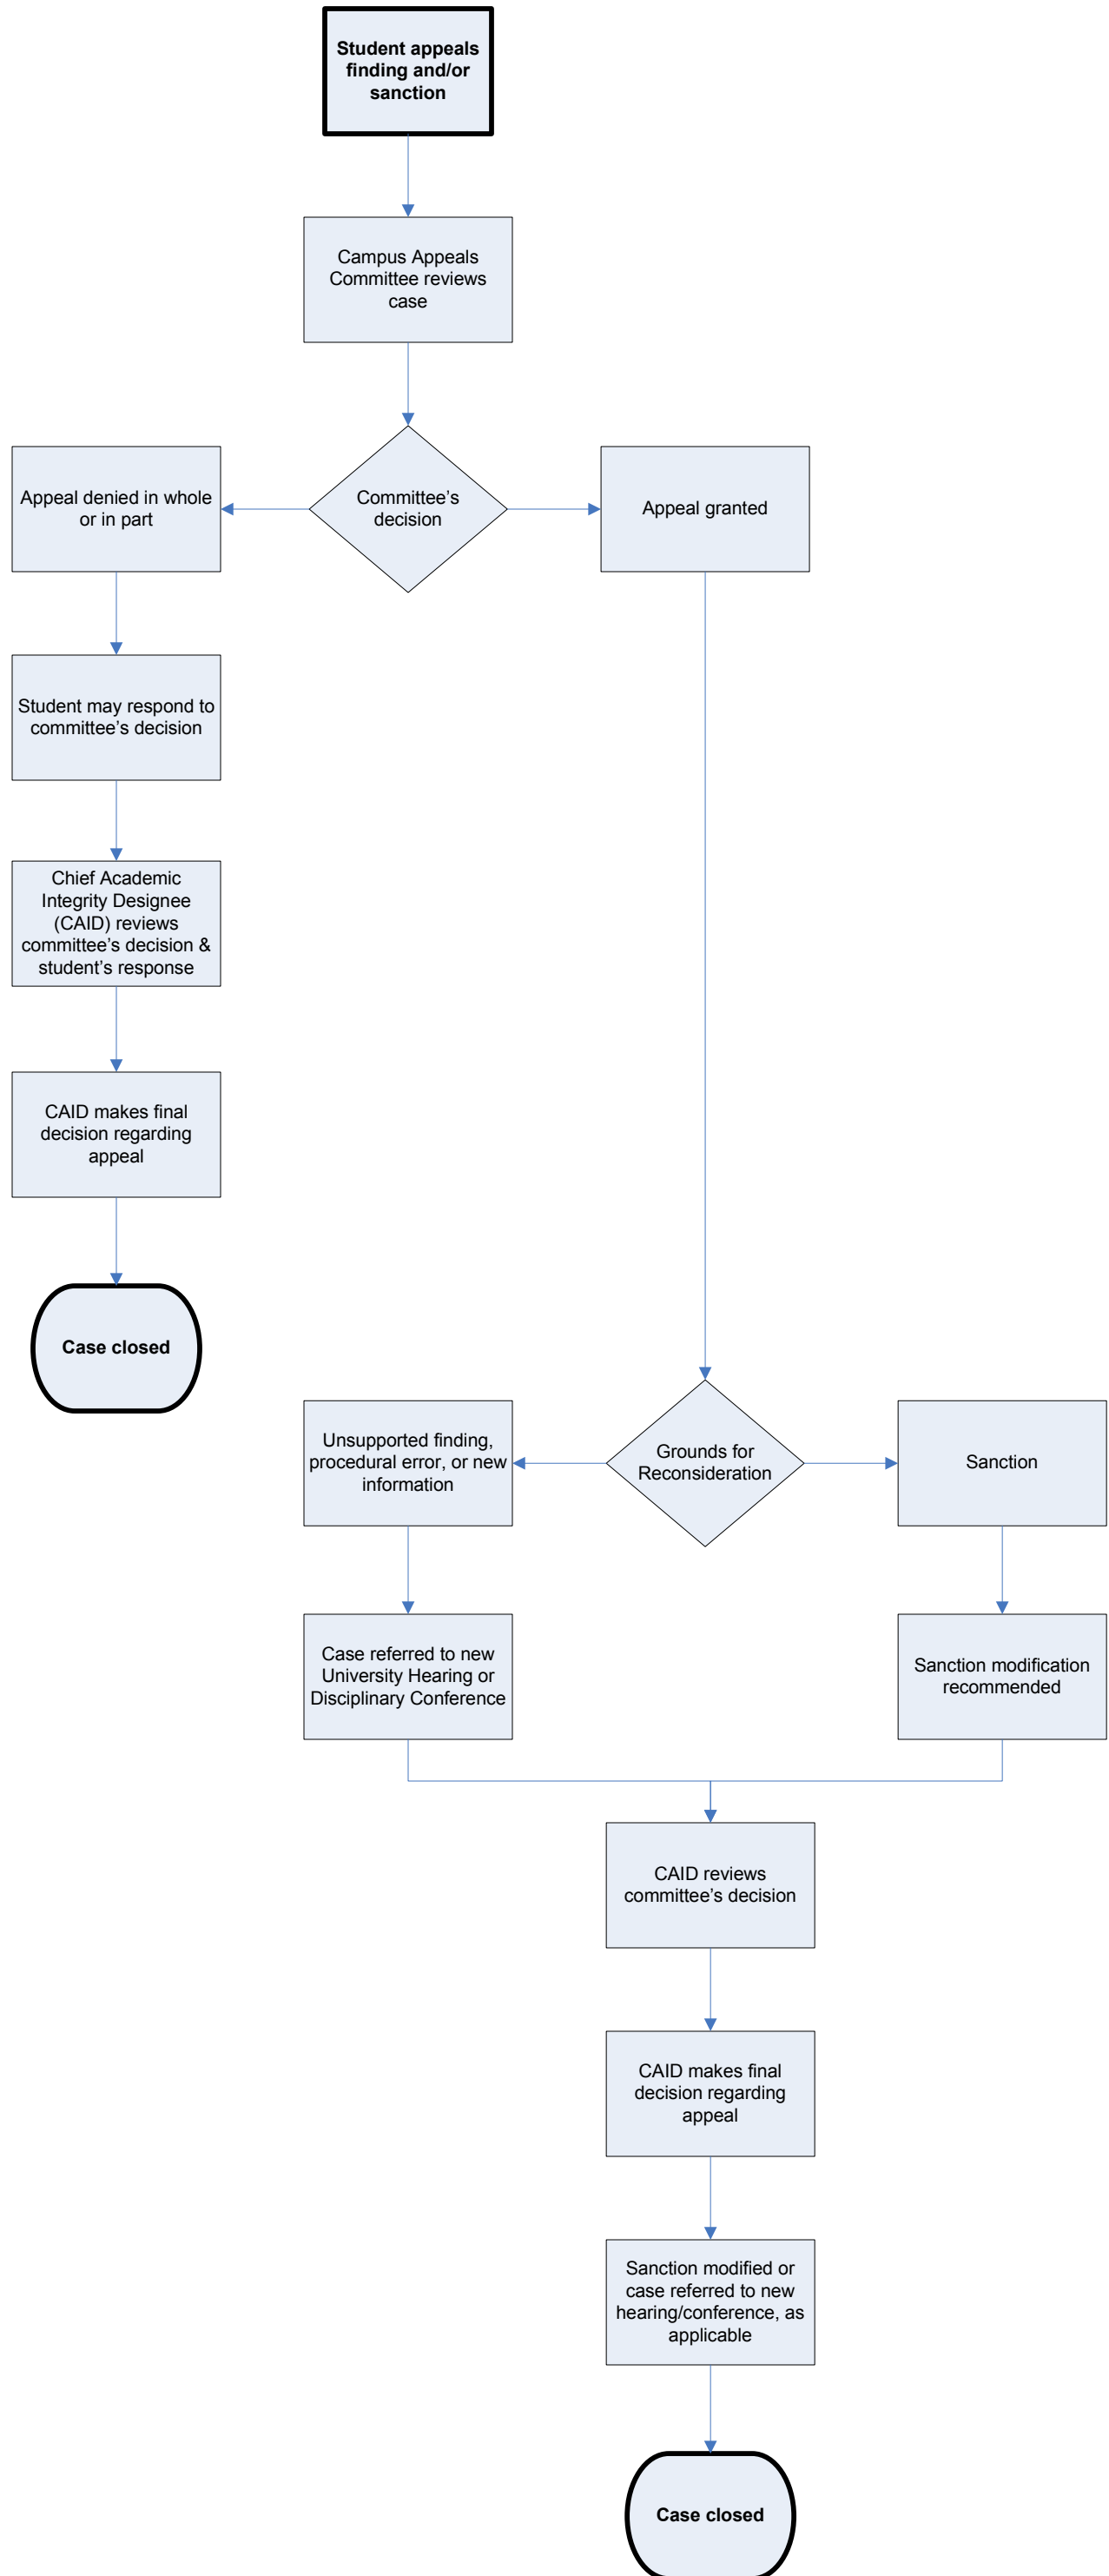 Student appeals
finding and/or
sanction
Campus Appeals
Committee reviews
case
Appeal denied in whole
or in part
Committee’s
decision
Appeal granted
Student may respond to
committee’s decision
Chief Academic
Integrity Designee
(CAID) reviews
committee’s decision &
student’s response
CAID makes final
decision regarding
appeal
Case closed
Unsupported finding,
procedural error, or new
information
Grounds for
Reconsideration
Sanction
Case referred to new
University Hearing or
Disciplinary Conference
Sanction modification
recommended
CAID reviews
committee’s decision
CAID makes final
decision regarding
appeal
Sanction modified or
case referred to new
hearing/conference, as
applicable
Case closed